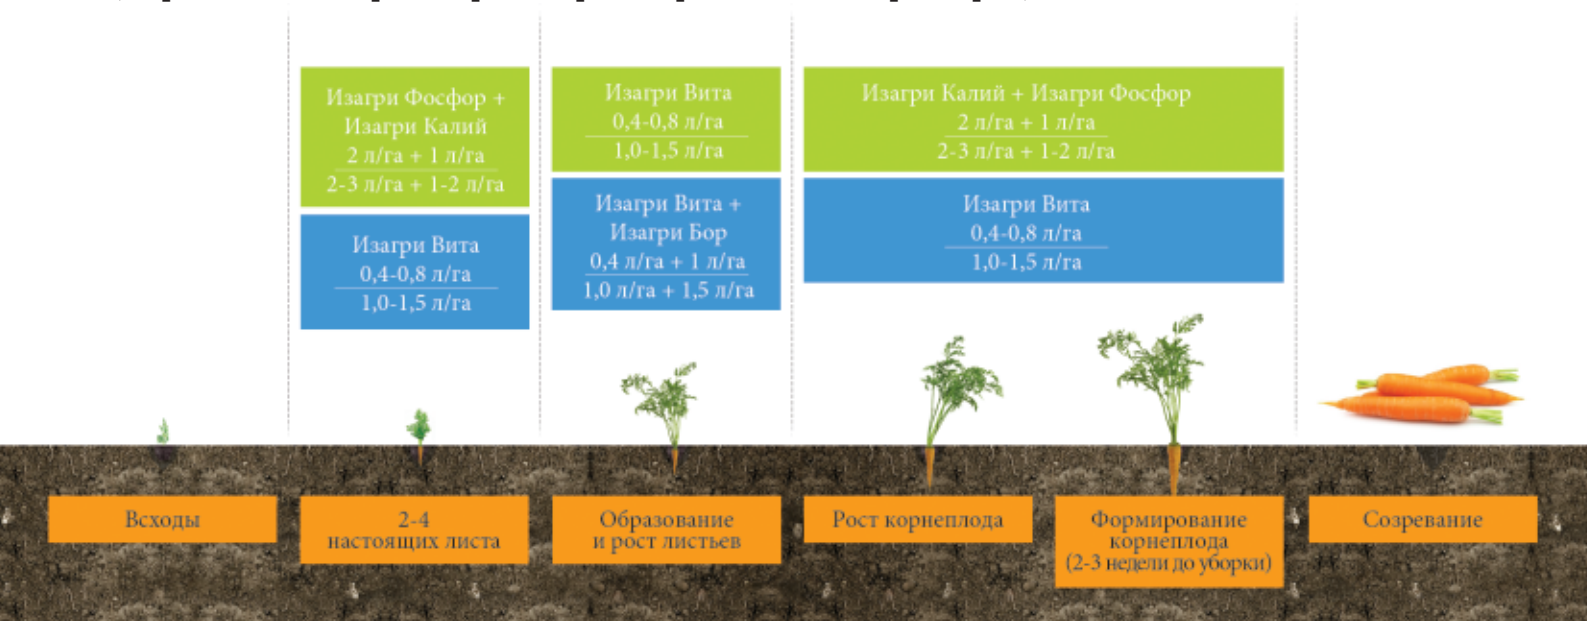 Изагри Фосфор +
Изагри Калий
2 л/га + 1 л/га
2-3 л/га + 1-2 л/га
Изагри Вита
0,4-0,8 л/га
1,0-1,5 л/га
Изагри Вита
0,4-0,8 л/га
1,0-1,5 л/га
Изагри Вита +
Изагри Бор
0,4 л/га + 1 л/га
1,0 л/га + 1,5 л/га
Изагри Калий + Изагри Фосфор
2 л/га + 1 л/га
2-3 л/га + 1-2 л/га
Изагри Вита
0,4-0,8 л/га
1,0-1,5 л/га
Всходы
2-4
настоящих листа
Образование
и рост листьев
Рост корнеплода
Формирование
корнеплода
(2-3 недели до уборки)
Созревание